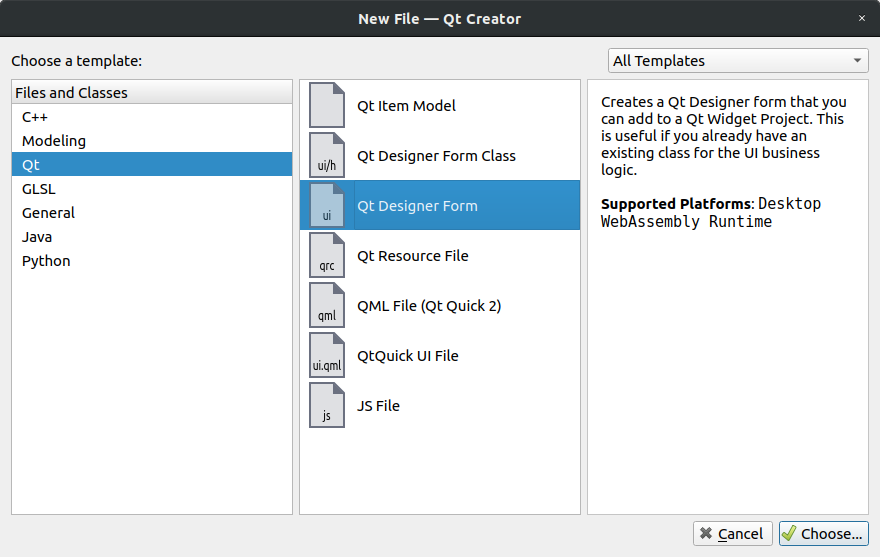 New File — Qt Creator
×
Choose a template:
All Templates
Files and Classes
C++
Modeling
Qt
GLSL
General
Java
Python
Qt Item Model
ui/h
Qt Designer Form Class
ui
Qt Designer Form
qrc
Qt Resource File
qml
QML File (Qt Quick 2)
ui.qml
QtQuick UI File
js
JS File
Creates a Qt Designer form that you
can add to a Qt Widget Project. This
is useful if you already have an
existing class for the UI business
logic.
Supported Platforms: Desktop
WebAssembly Runtime
Cancel
Choose...